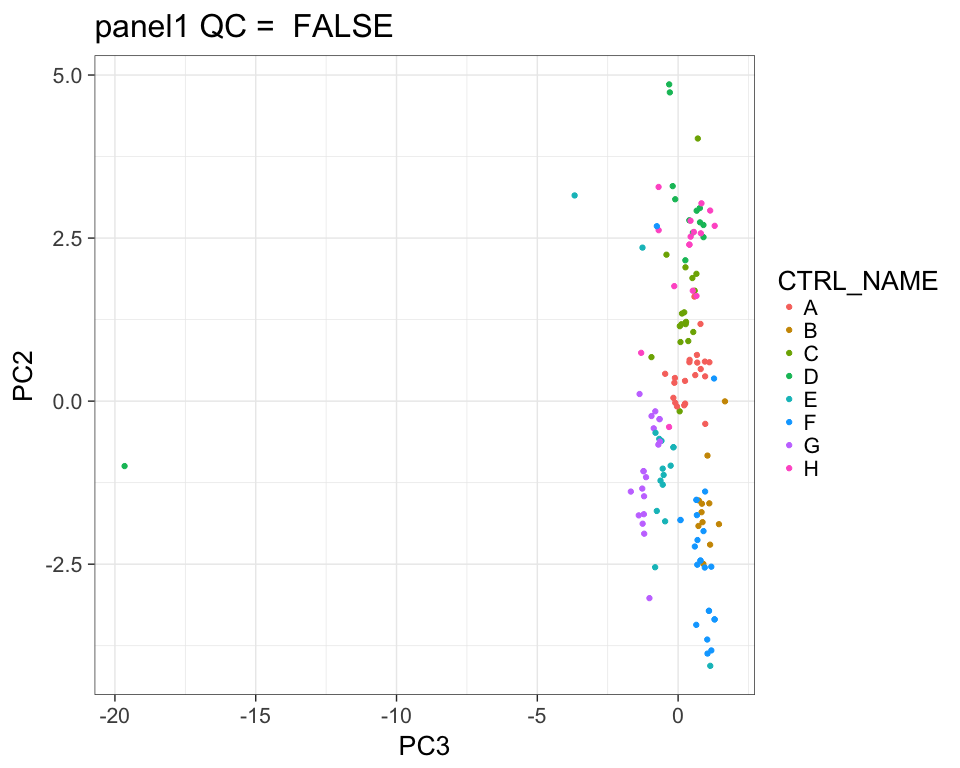 panel1 QC =  FALSE
5.0
2.5
0.0
-2.5
PC2
-20
-15
-10
-5
0
PC3
CTRL_NAME
A
B
C
D
E
F
G
H